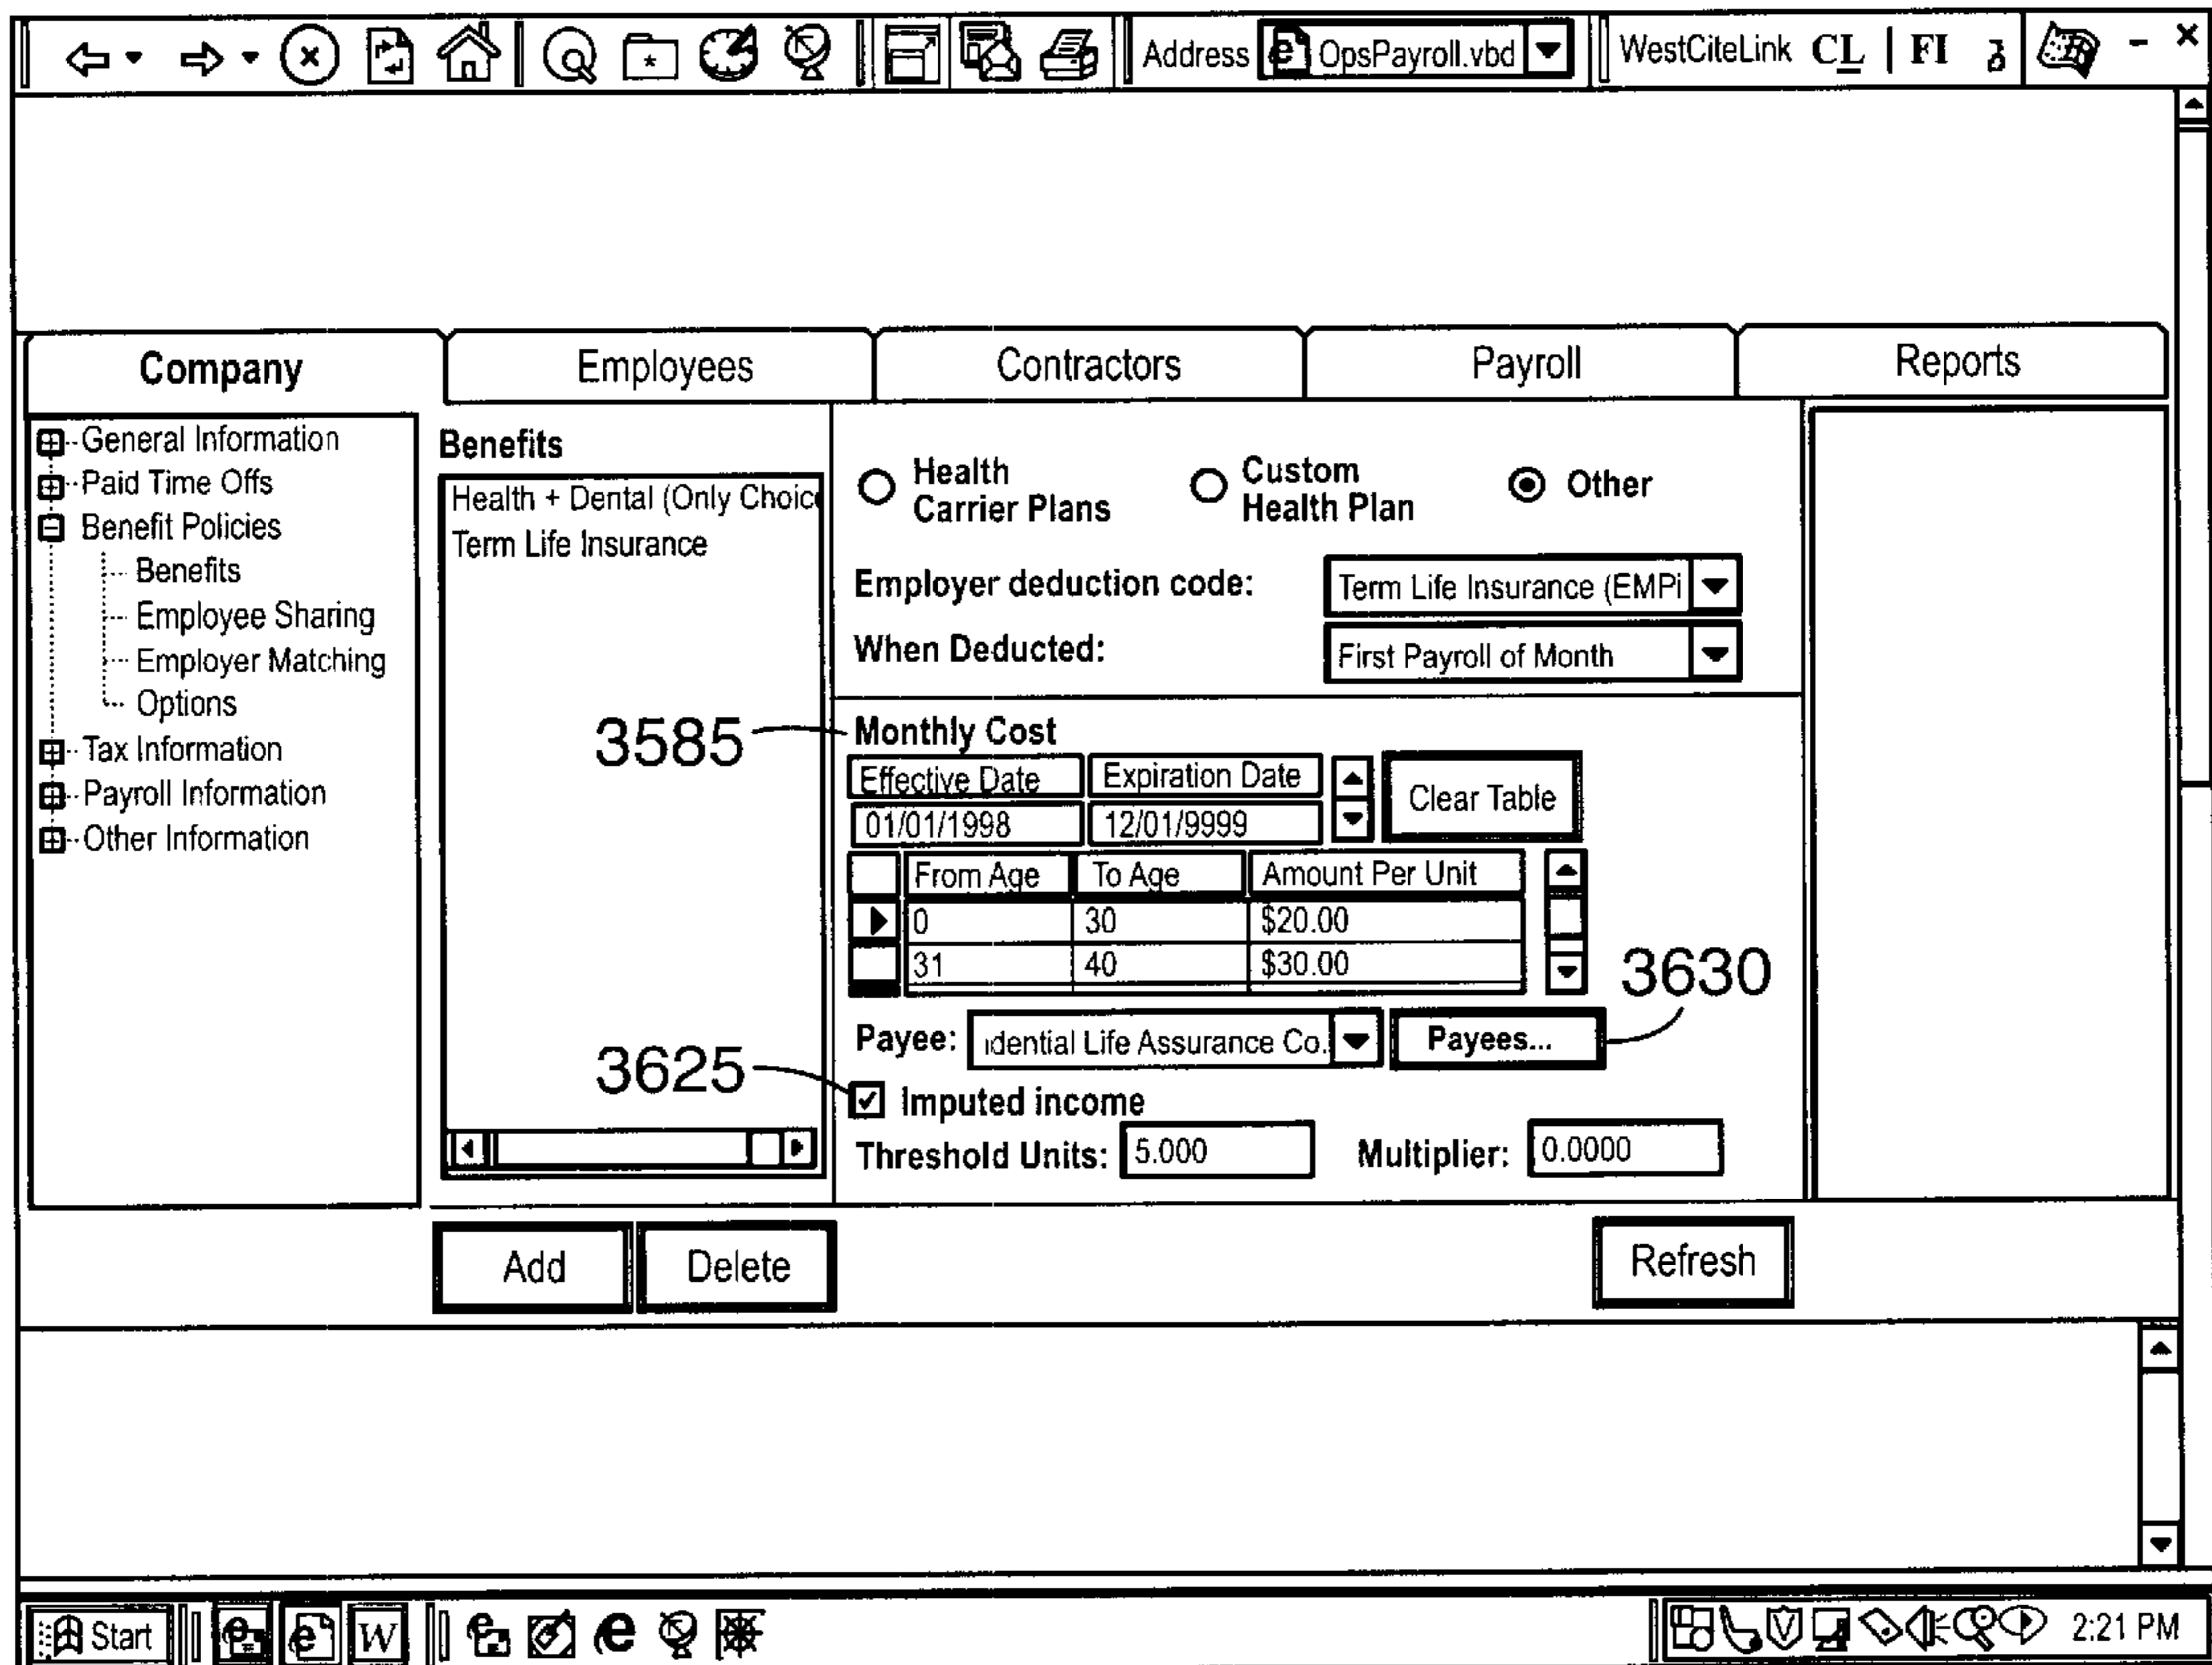 Address OpsPayroll.vbd WestCiteLink CL | FI
Company Employees Contractors Payroll Reports
General Information
Paid Time Offs
Benefit Policies
Benefits
Employee Sharing
Employer Matching
Options
Tax Information
Payroll Information
Other Information
Benefits
Health + Dental (Only Choice
Term Life Insurance
Health
Carrier Plans
Custom
Health Plan
Other
Employer deduction code: Term Life Insurance (EMPi
When Deducted: First Payroll of Month
3585
Monthly Cost
Effective Date Expiration Date
01/01/1998 12/01/9999
Clear Table
From Age To Age Amount Per Unit
0 30 $20.00
31 40 $30.00
3630
Payee: idential Life Assurance Co. Payees...
3625
Imputed income
Threshold Units: 5.000 Multiplier: 0.0000
Add Delete Refresh
Start W 2:21 PM